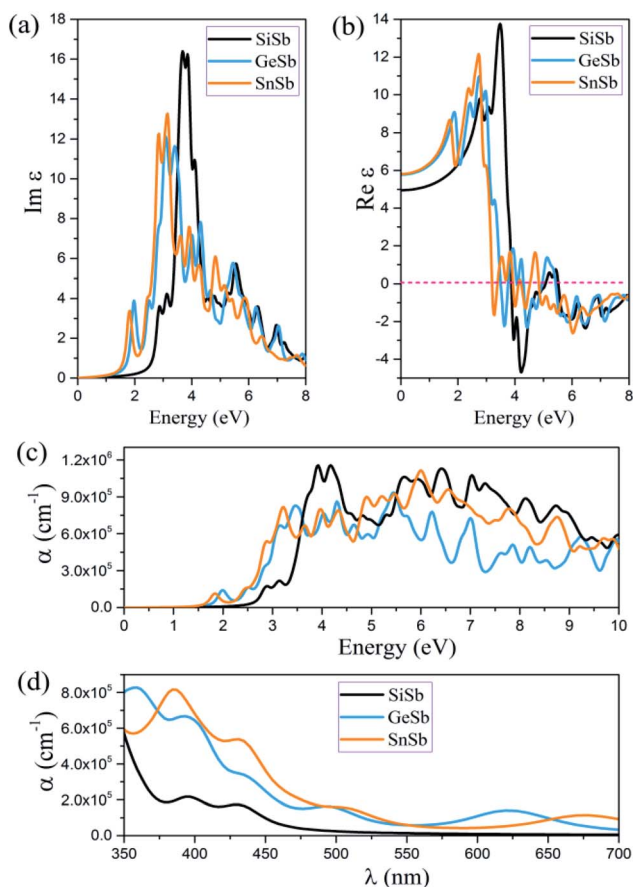 (a)
SiSb
GeSb
SnSb
18
16
14
12
10
8
6
4
2
0
Im ε
0 2 4 6 8
Energy (eV)
(b)
SiSb
GeSb
SnSb
14
12
10
8
6
4
2
0
-2
-4
Re ε
0 2 4 6 8
Energy (eV)
(c)
1.2x10⁶
9.0x10⁵
6.0x10⁵
3.0x10⁵
0.0
α (cm⁻¹)
0 1 2 3 4 5 6 7 8 9 10
Energy (eV)
(d)
SiSb
GeSb
SnSb
8.0x10⁵
6.0x10⁵
4.0x10⁵
2.0x10⁵
0.0
α (cm⁻¹)
350 400 450 500 550 600 650 700
λ (nm)